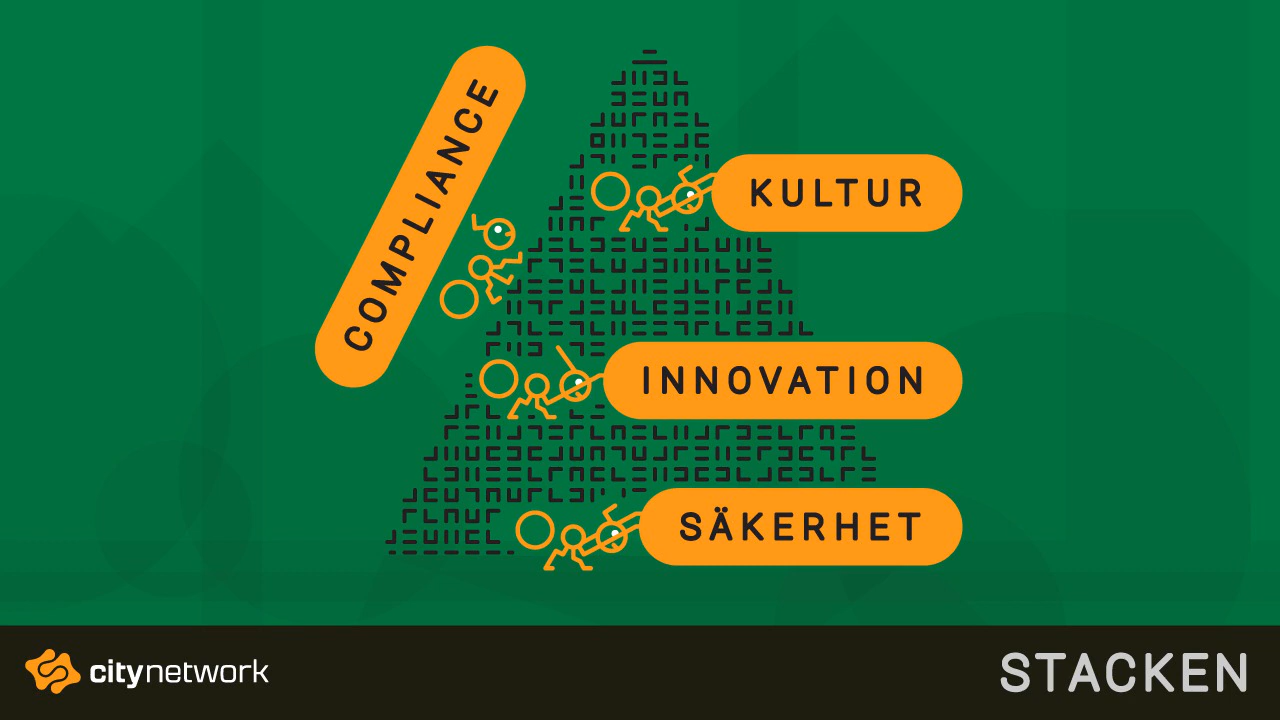 COMPLIANCE
KULTUR
INNOVATION
SÄKERHET
citynetwork
STACKEN